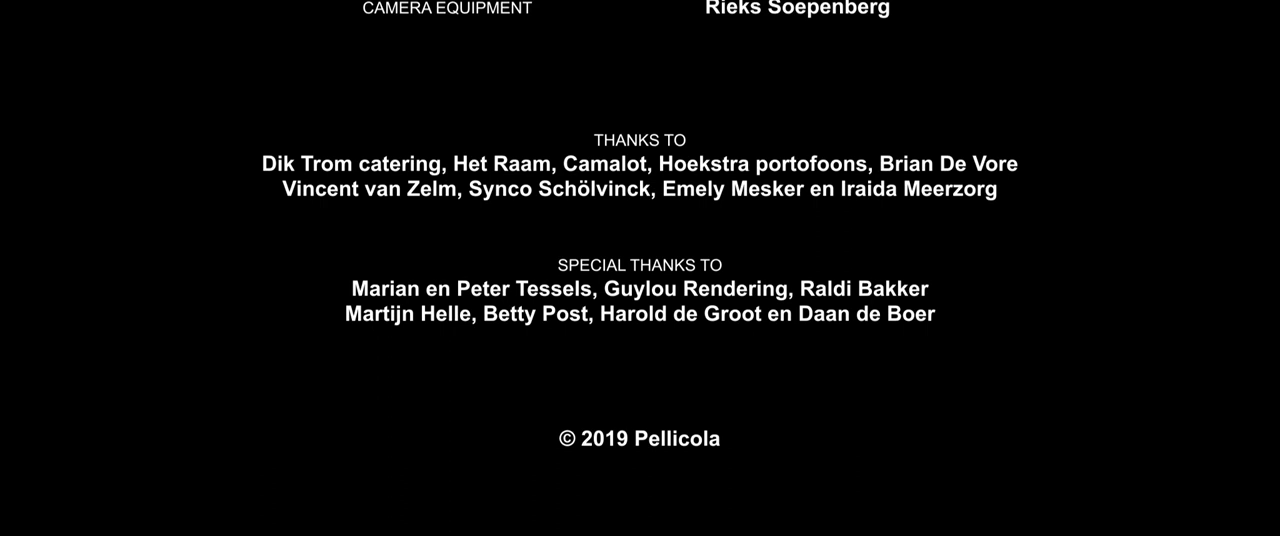 CAMERA EQUIPMENT Rieks Soepenberg
THANKS TO
Dik Trom catering, Het Raam, Camalot, Hoekstra portofoons, Brian De Vore
Vincent van Zelm, Synco Schölvinck, Emely Mesker en Iraida Meerzorg
SPECIAL THANKS TO
Marian en Peter Tessels, Guylou Rendering, Raldi Bakker
Martijn Helle, Betty Post, Harold de Groot en Daan de Boer
© 2019 Pellicola